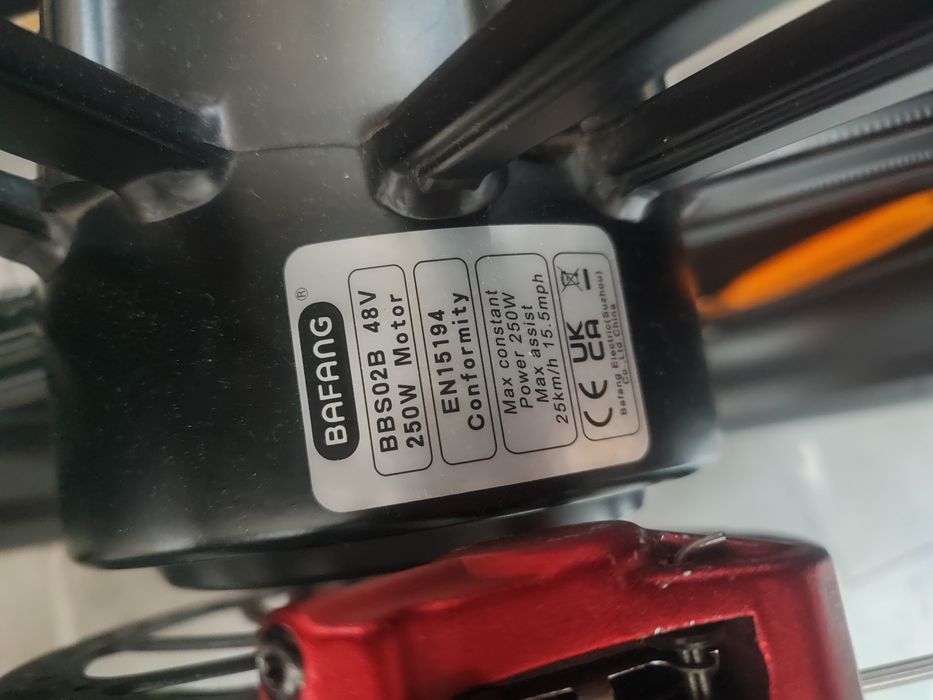 BAFANG®
BBS02B 48V
250W Motor
EN15194
Conformity
Max constant
Power 250W
Max assist
25km/h 15.5mph
CE UK
CA
Bafang Electric(Suzhou)
Co.,Ltd China